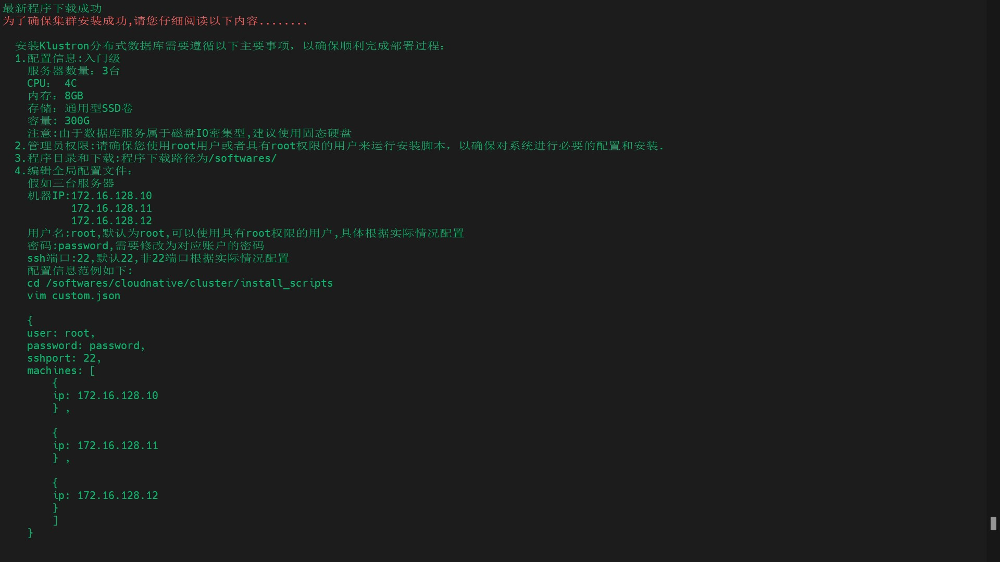 最新程序下载成功
为了确保集群安装成功,请您仔细阅读以下内容........
安装Klustron分布式数据库需要遵循以下主要事项，以确保顺利完成部署过程：
1.配置信息:入门级
服务器数量：3台
CPU： 4C
内存：8GB
存储：通用型SSD卷
容量: 300G
注意:由于数据库服务属于磁盘IO密集型,建议使用固态硬盘
2.管理员权限:请确保您使用root用户或者具有root权限的用户来运行安装脚本，以确保对系统进行必要的配置和安装.
3.程序目录和下载:程序下载路径为/softwares/
4.编辑全局配置文件：
假如三台服务器
机器IP:172.16.128.10
172.16.128.11
172.16.128.12
用户名:root,默认为root,可以使用具有root权限的用户,具体根据实际情况配置
密码:password,需要修改为对应账户的密码
ssh端口:22,默认22,非22端口根据实际情况配置
配置信息范例如下:
cd /softwares/cloudnative/cluster/install_scripts
vim custom.json
{
user: root,
password: password,
sshport: 22,
machines: [
{
ip: 172.16.128.10
} ,
{
ip: 172.16.128.11
} ,
{
ip: 172.16.128.12
}
]
}